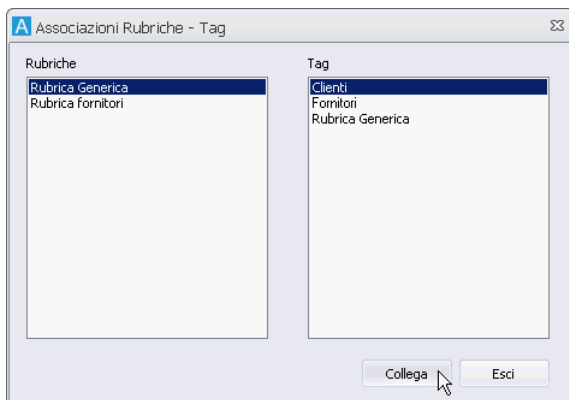 A Associazioni Rubriche - Tag
Rubriche
Rubrica Generica
Rubrica fornitori
Tag
Clienti
Fornitori
Rubrica Generica
Collega
Esci